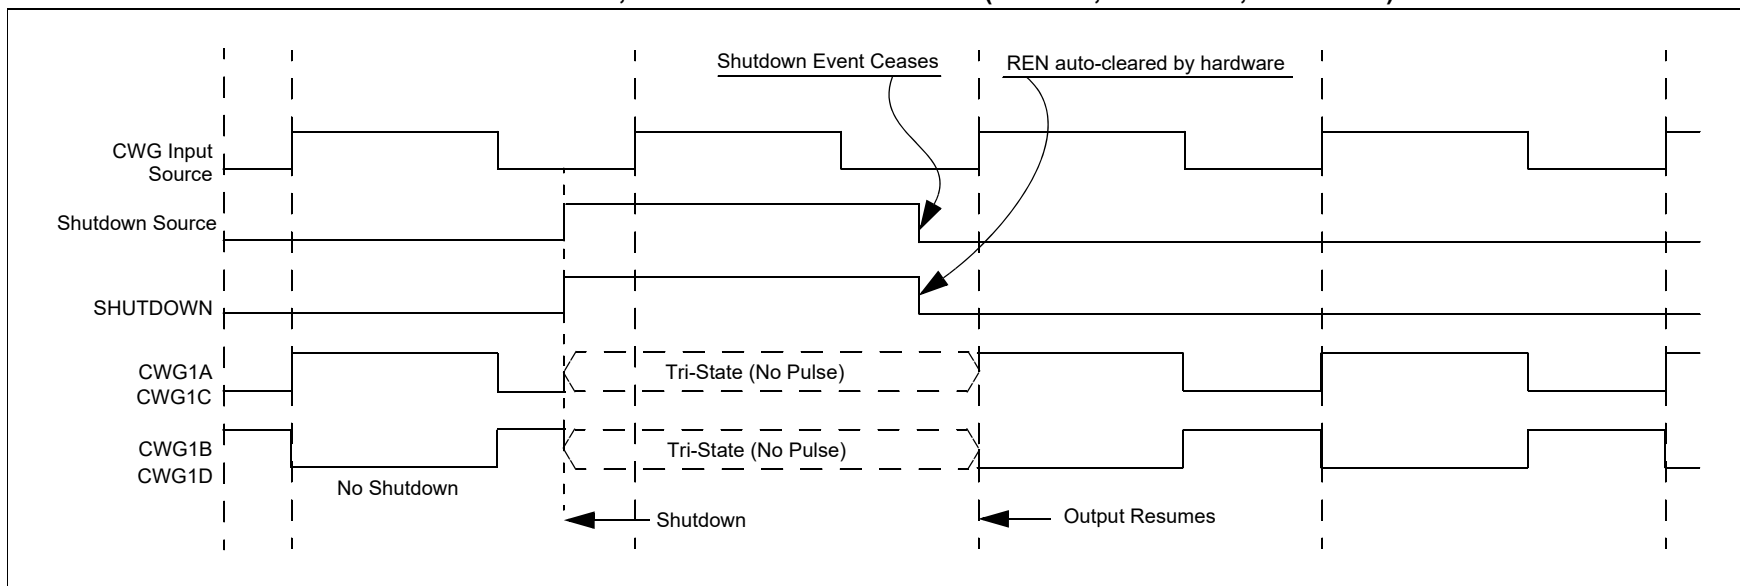 Shutdown Event Ceases
REN auto-cleared by hardware
CWG Input
Source
Shutdown Source
SHUTDOWN
CWG1A
CWG1C
Tri-State (No Pulse)
CWG1B
CWG1D
Tri-State (No Pulse)
No Shutdown
Shutdown
Output Resumes